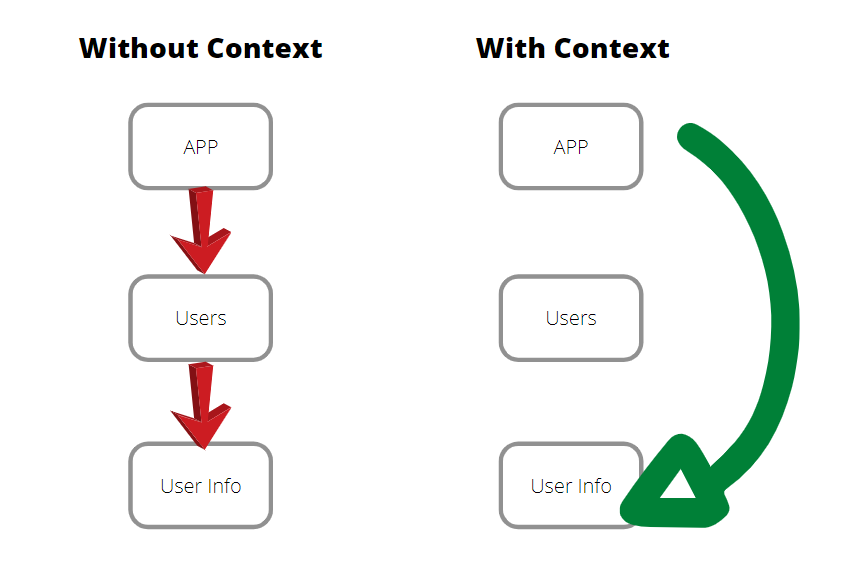 Without Context
With Context
APP
APP
Users
Users
User Info
User Info